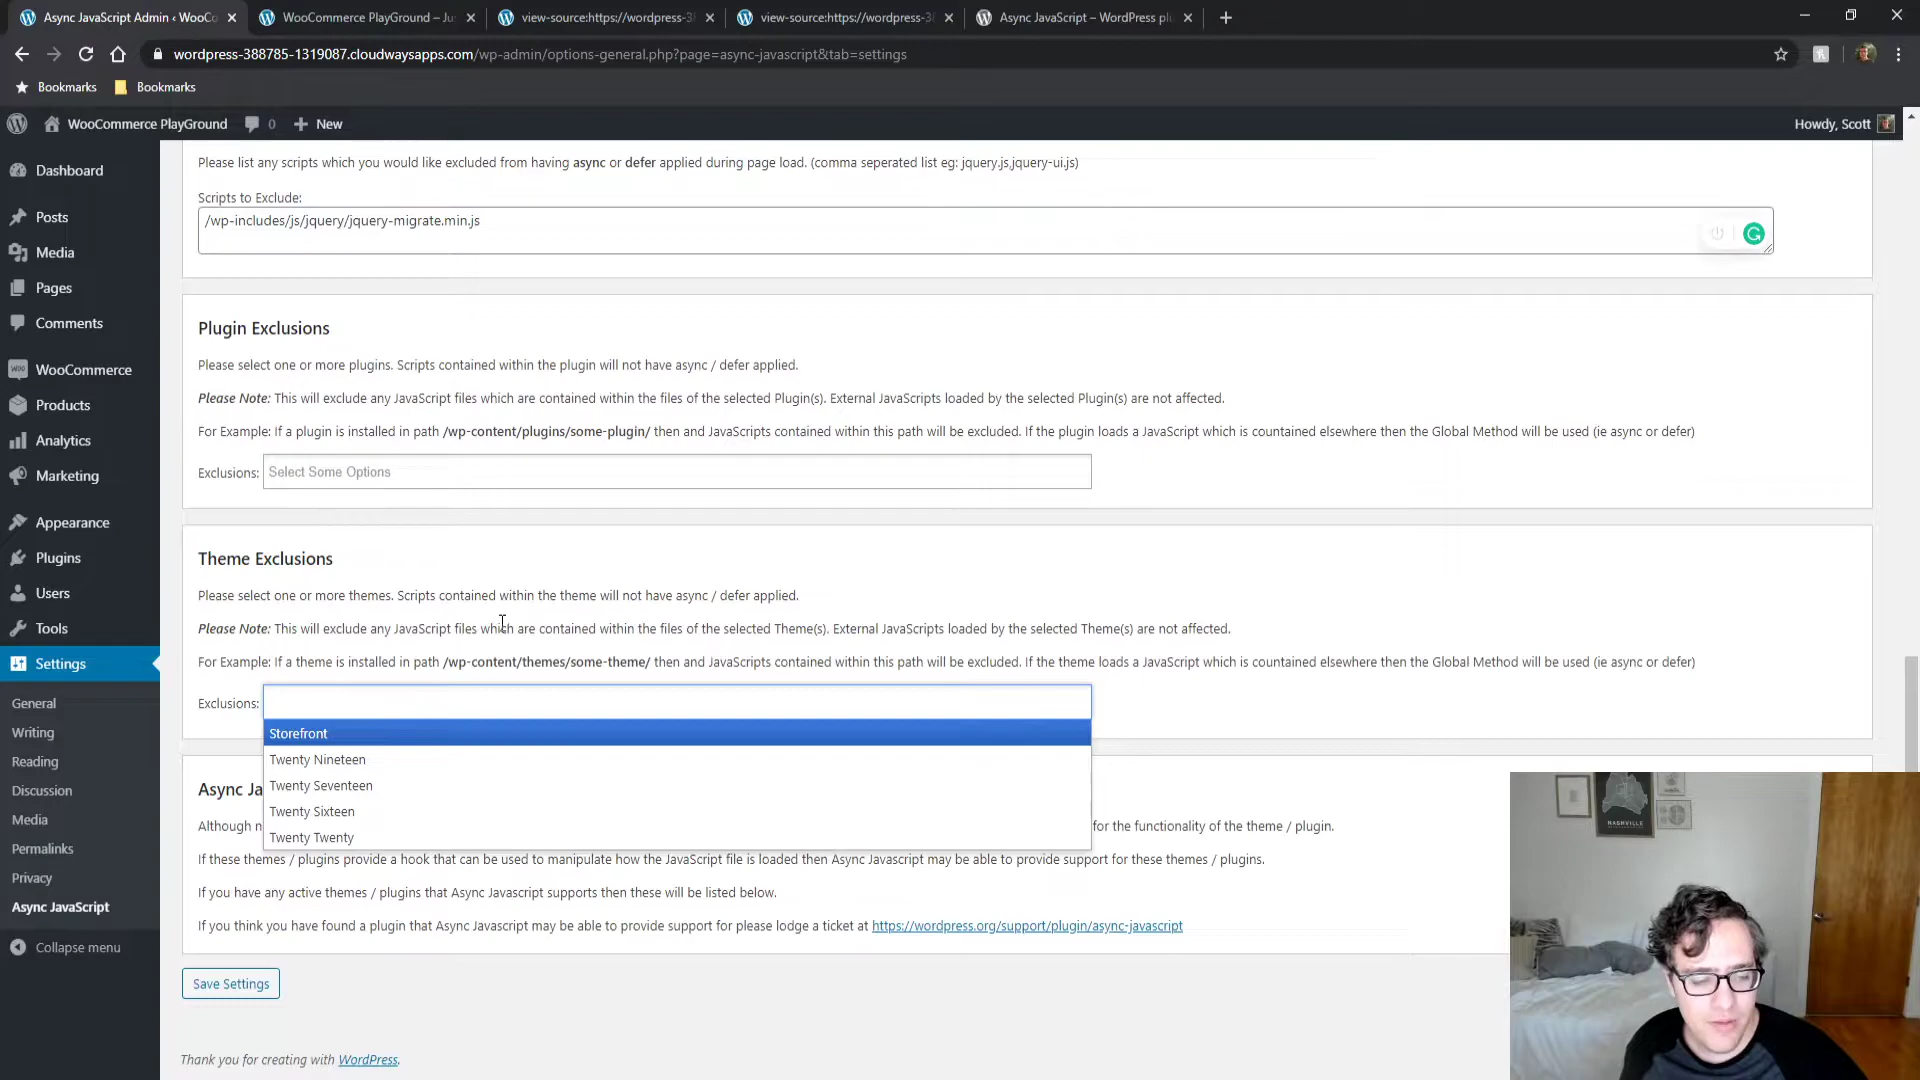 Async JavaScript Admin ‹ WooCo
WooCommerce PlayGround – Ju
view-source:https://wordpress-3
view-source:https://wordpress-3
Async JavaScript – WordPress pl
wordpress-388785-1319087.cloudwaysapps.com/wp-admin/options-general.php?page=async-javascript&tab=settings
Bookmarks
Bookmarks
WooCommerce PlayGround
0
New
Howdy, Scott
Dashboard
Posts
Media
Pages
Comments
WooCommerce
Products
Analytics
Marketing
Appearance
Plugins
Users
Tools
Settings
General
Writing
Reading
Discussion
Media
Permalinks
Privacy
Async JavaScript
Collapse menu
Please list any scripts which you would like excluded from having async or defer applied during page load. (comma seperated list eg: jquery.js,jquery-ui.js)
Scripts to Exclude:
/wp-includes/js/jquery/jquery-migrate.min.js
Plugin Exclusions
Please select one or more plugins. Scripts contained within the plugin will not have async / defer applied.
Please Note: This will exclude any JavaScript files which are contained within the files of the selected Plugin(s). External JavaScripts loaded by the selected Plugin(s) are not affected.
For Example: If a plugin is installed in path /wp-content/plugins/some-plugin/ then and JavaScripts contained within this path will be excluded. If the plugin loads a JavaScript which is countained elsewhere then the Global Method will be used (ie async or defer)
Exclusions: Select Some Options
Theme Exclusions
Please select one or more themes. Scripts contained within the theme will not have async / defer applied.
Please Note: This will exclude any JavaScript files which are contained within the files of the selected Theme(s). External JavaScripts loaded by the selected Theme(s) are not affected.
For Example: If a theme is installed in path /wp-content/themes/some-theme/ then and JavaScripts contained within this path will be excluded. If the theme loads a JavaScript which is countained elsewhere then the Global Method will be used (ie async or defer)
Exclusions:
Storefront
Twenty Nineteen
Twenty Seventeen
Twenty Sixteen
Twenty Twenty
Async Ja
Although n for the functionality of the theme / plugin.
If these themes / plugins provide a hook that can be used to manipulate how the JavaScript file is loaded then Async Javascript may be able to provide support for these themes / plugins.
If you have any active themes / plugins that Async Javascript supports then these will be listed below.
If you think you have found a plugin that Async Javascript may be able to provide support for please lodge a ticket at https://wordpress.org/support/plugin/async-javascript
Save Settings
Thank you for creating with WordPress.
NASHVILLE